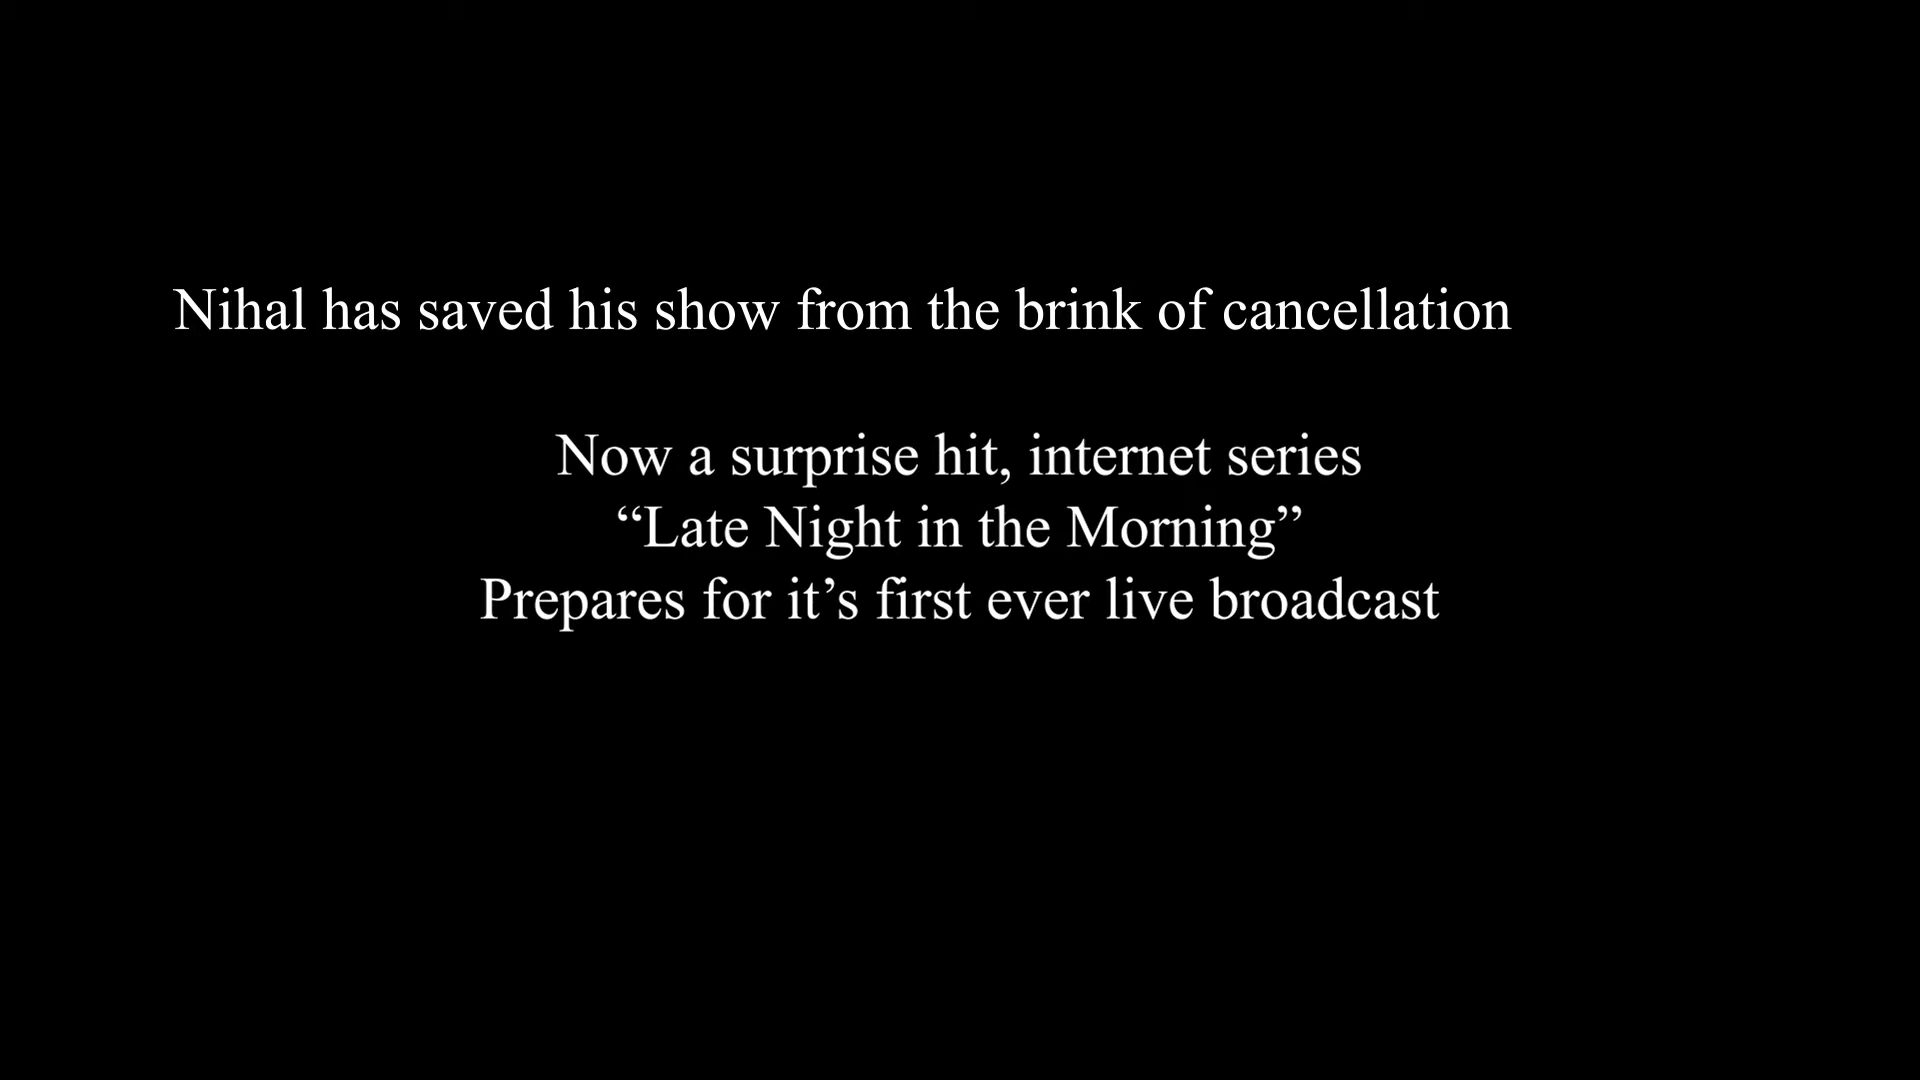 Nihal has saved his show from the brink of cancellation
Now a surprise hit, internet series
“Late Night in the Morning”
Prepares for it’s first ever live broadcast